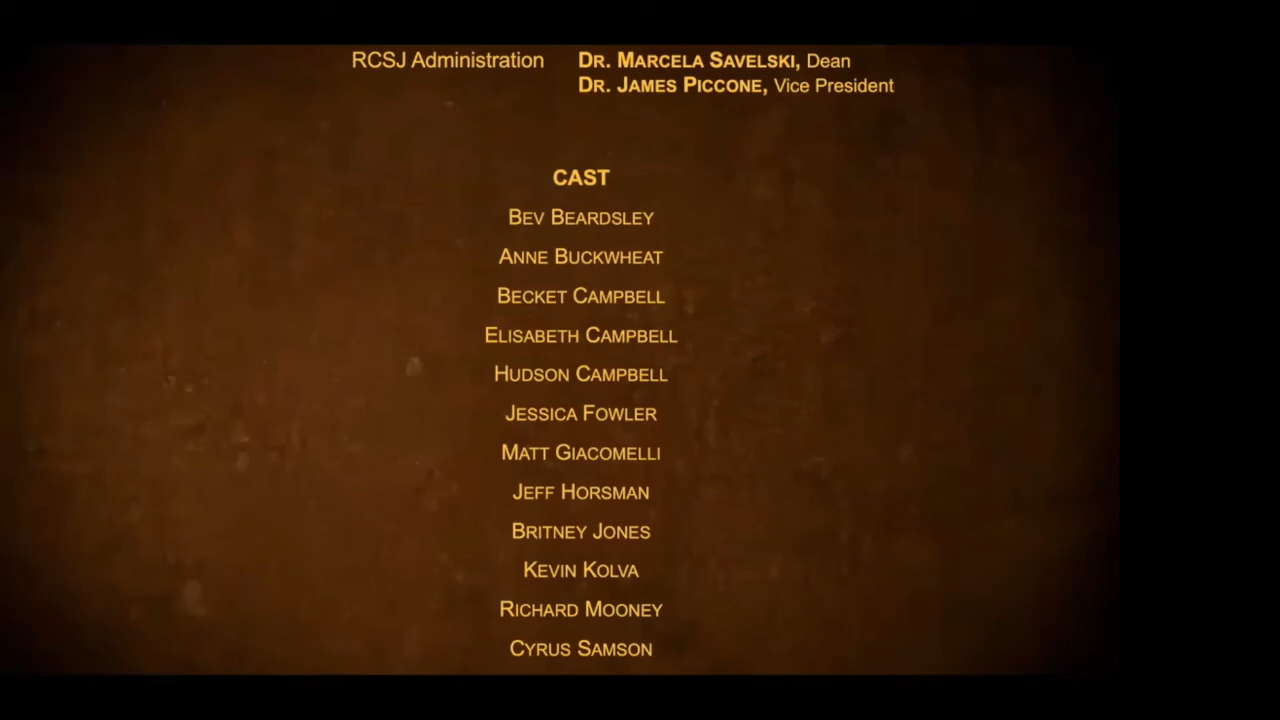 RCSJ Administration DR. MARCELA SAVELSKI, Dean
DR. JAMES PICCONE, Vice President
CAST
BEV BEARDSLEY
ANNE BUCKWHEAT
BECKET CAMPBELL
ELISABETH CAMPBELL
HUDSON CAMPBELL
JESSICA FOWLER
MATT GIACOMELLI
JEFF HORSMAN
BRITNEY JONES
KEVIN KOLVA
RICHARD MOONEY
CYRUS SAMSON